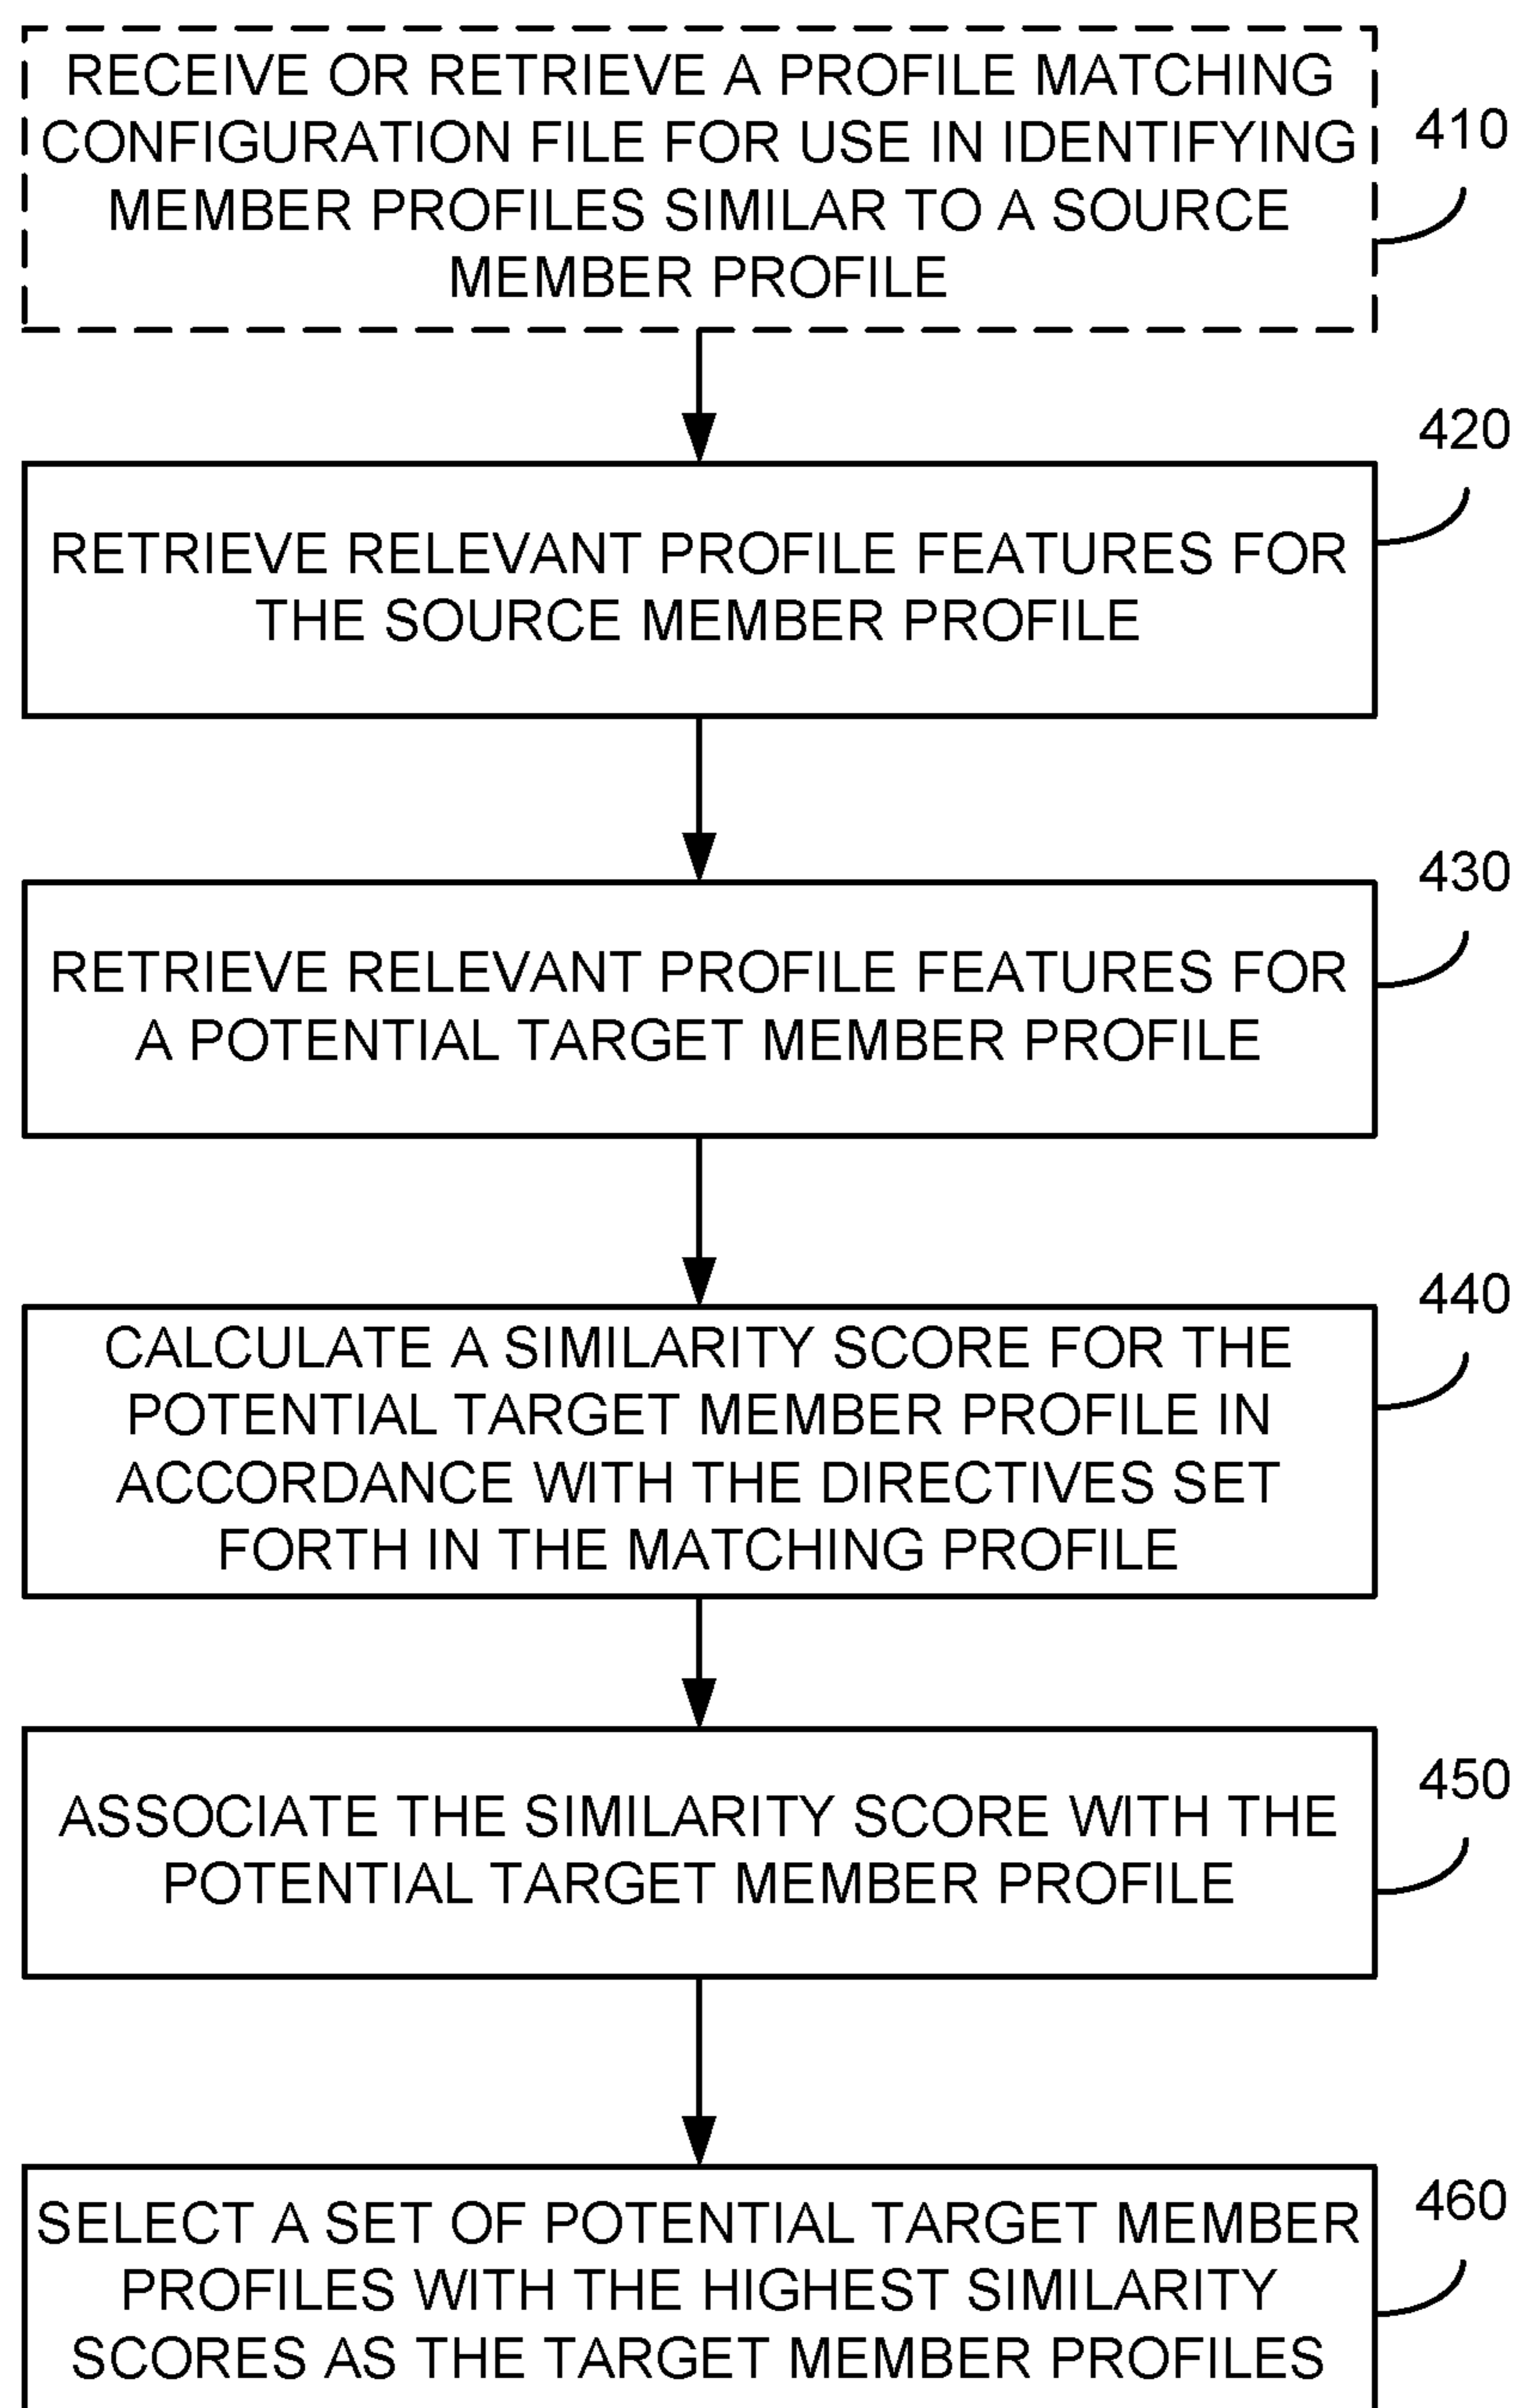 RECEIVE OR RETRIEVE A PROFILE MATCHING
CONFIGURATION FILE FOR USE IN IDENTIFYING
MEMBER PROFILES SIMILAR TO A SOURCE
MEMBER PROFILE
410
RETRIEVE RELEVANT PROFILE FEATURES FOR
THE SOURCE MEMBER PROFILE
420
RETRIEVE RELEVANT PROFILE FEATURES FOR
A POTENTIAL TARGET MEMBER PROFILE
430
CALCULATE A SIMILARITY SCORE FOR THE
POTENTIAL TARGET MEMBER PROFILE IN
ACCORDANCE WITH THE DIRECTIVES SET
FORTH IN THE MATCHING PROFILE
440
ASSOCIATE THE SIMILARITY SCORE WITH THE
POTENTIAL TARGET MEMBER PROFILE
450
SELECT A SET OF POTENTIAL TARGET MEMBER
PROFILES WITH THE HIGHEST SIMILARITY
SCORES AS THE TARGET MEMBER PROFILES
460